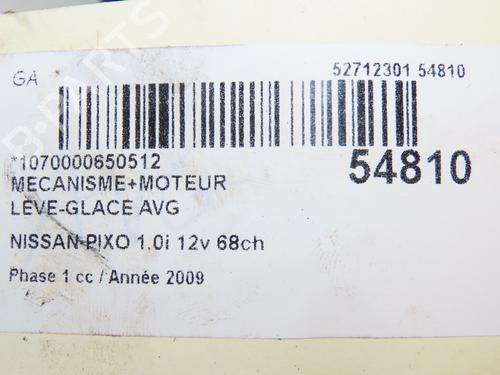 GA
52712301 54810
*1070000650512
54810
MECANISME+MOTEUR
LEVE-GLACE AVG
NISSAN PIXO 1.0i 12v 68ch
Phase 1 cc / Année 2009
B-PARTS